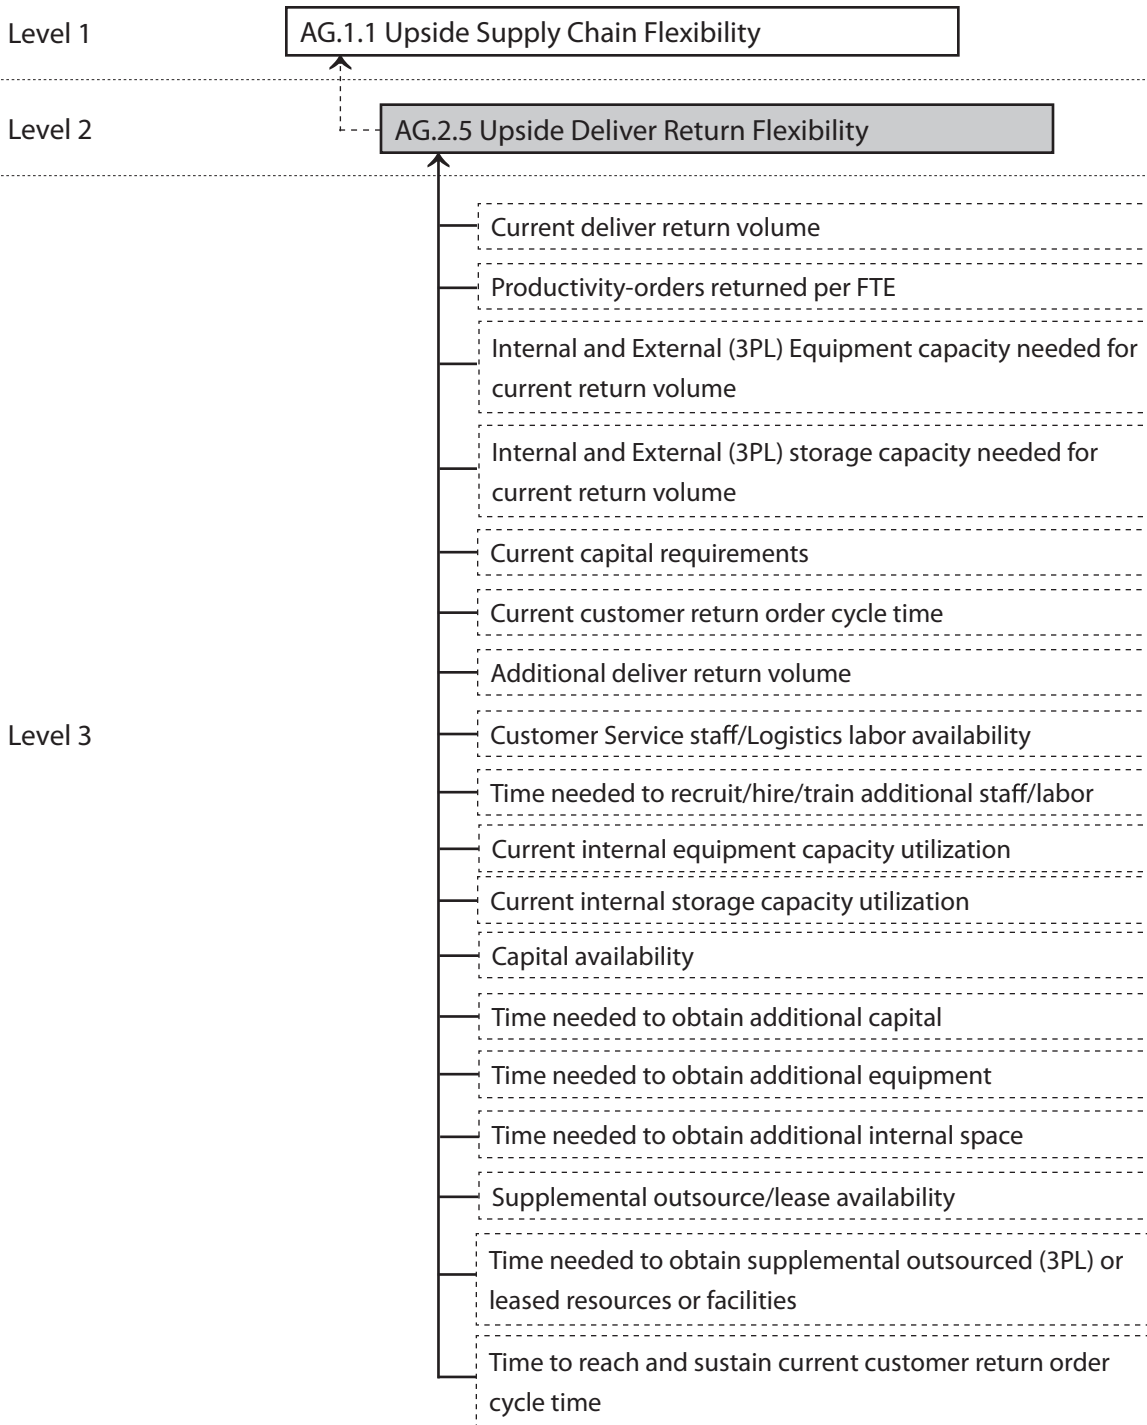 Level 1
AG.1.1 Upside Supply Chain Flexibility
Level 2
AG.2.5 Upside Deliver Return Flexibility
Current deliver return volume
Productivity-orders returned per FTE
Internal and External (3PL) Equipment capacity needed for
current return volume
Internal and External (3PL) storage capacity needed for
current return volume
Current capital requirements
Current customer return order cycle time
Additional deliver return volume
Level 3
Customer Service staff/Logistics labor availability
Time needed to recruit/hire/train additional staff/labor
Current internal equipment capacity utilization
Current internal storage capacity utilization
Capital availability
Time needed to obtain additional capital
Time needed to obtain additional equipment
Time needed to obtain additional internal space
Supplemental outsource/lease availability
Time needed to obtain supplemental outsourced (3PL) or
leased resources or facilities
Time to reach and sustain current customer return order
cycle time